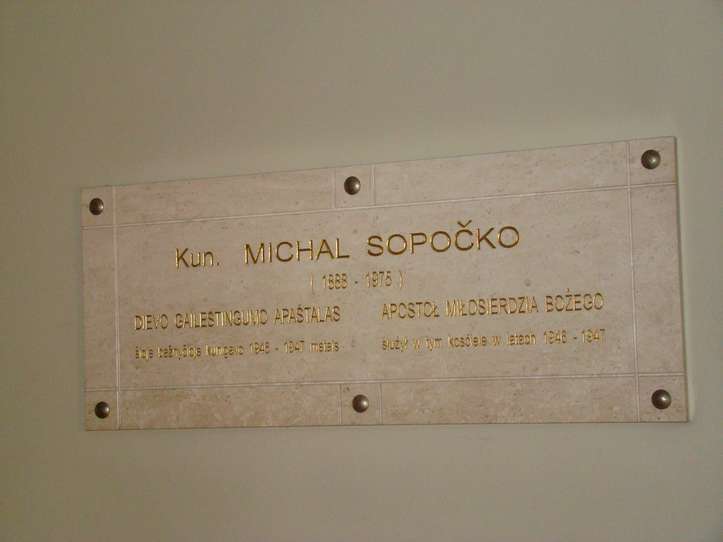 Kun. MICHAL SOPOČKO
( 1888 - 1975 )
DIEVO GAILESTINGUMO APAŠTALAS
šioje bažnyčioje kunigavo 1946 - 1947 metais
APOSTOŁ MIŁOSIERDZIA BOŻEGO
służył w tym kościele w latach 1946 - 1947